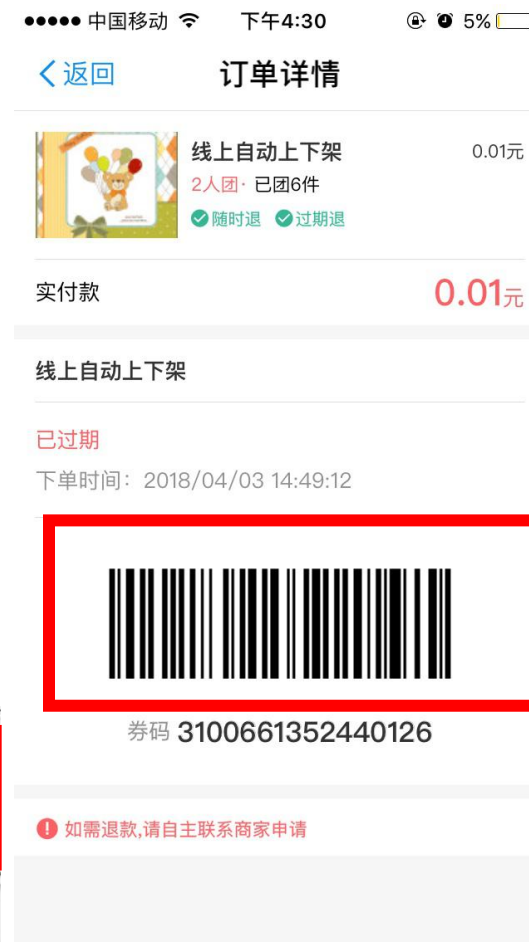 中国移动 下午4:30 5%
返回 订单详情
线上自动上下架 0.01元
2人团· 已团6件
随时退 过期退
实付款 0.01元
线上自动上下架
已过期
下单时间：2018/04/03 14:49:12
券码 3100661352440126
如需退款,请自主联系商家申请